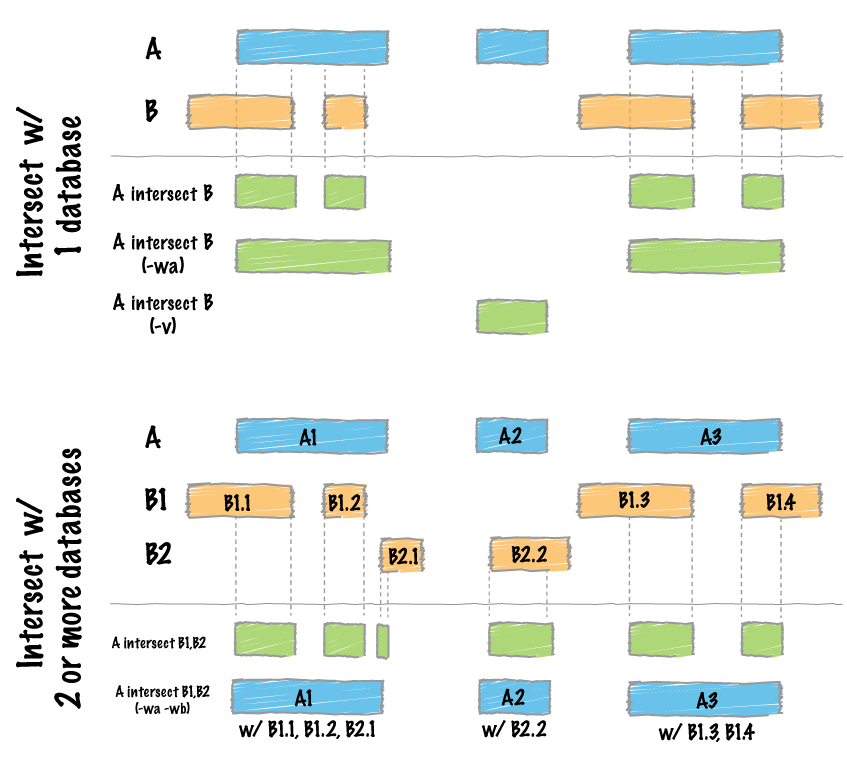 Intersect w/
1 database
A
B
A intersect B
A intersect B
(-wa)
A intersect B
(-v)
Intersect w/
2 or more databases
A
A1
A2
A3
B1
B1.1
B1.2
B1.3
B1.4
B2
B2.1
B2.2
A intersect B1,B2
A intersect B1,B2
(-wa -wb)
A1
A2
A3
w/ B1.1, B1.2, B2.1
w/ B2.2
w/ B1.3, B1.4